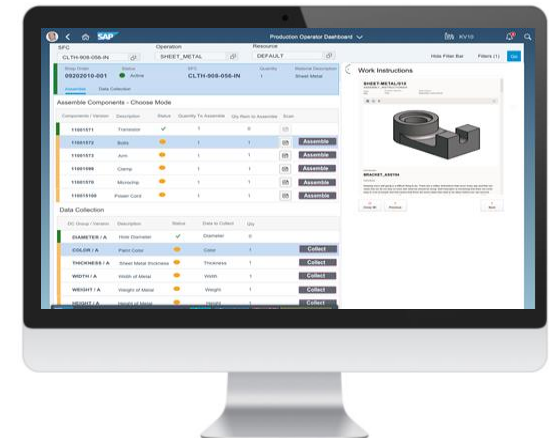 SAP
Production Operator Dashboard
KV10
SFC
Operation
Resource
CLTH-908-056-IN
SHEET_METAL
DEFAULT
Hide Filter Bar
Filters (1)
Go
Shop Order
Status
SFC
Quantity
Material Description
09202010-001
Active
CLTH-908-056-IN
1
Sheet Metal
Assemble
Data Collection
Work Instructions
SHEET-METAL/010
Assemble Components - Choose Mode
Components / Version
Description
Status
Quantity To Assemble
Qty Rem to Assemble
Scan
11001571
Transistor
1
0
11001572
Bolts
1
1
Assemble
11001573
Arm
1
1
Assemble
Clamp
1
1
Assemble
11001570
Microchip
1
1
Assemble
Power Cord
1
1
Assemble
Data Collection
DC Group / Version
Description
Status
Data to Collect
Qty
DIAMETER / A
Hole Diameter
Diameter
0
COLOR / A
Paint Color
Color
1
Collect
THICKNESS / A
Sheet Metal thickness
Thickness
1
Collect
WIDTH / A
Width of Metal
Width
1
Collect
WEIGHT / A
Weight of Metal
Weight
1
Collect
HEIGHT / A
Height of Metal
Height
1
Collect
View All
Previous
Next